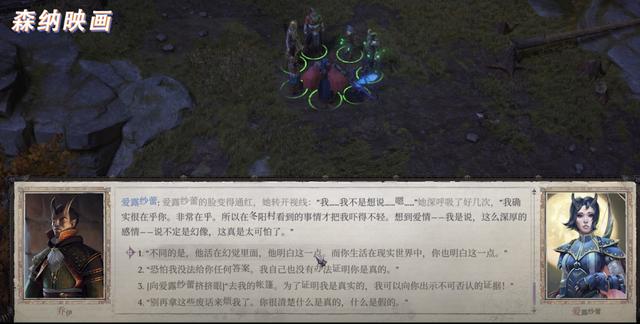 森纳映画
爱露纱蕾：爱露纱蕾的脸变得通红，她转开视线：“我……我不是想说……嗯……”她深呼吸了好几次，“我确
实很在乎你。非常在乎。所以在冬阳村看到的事情才把我吓得不轻。想到爱情——我是说，这么深厚的
感情——说不定是幻像，这真是太可怕了。”
1. “不同的是，他活在幻觉里面，他明白这一点，而你生活在现实世界中，你也明白这一点。”
2. “恐怕我没法给你任何答案。我自己也没有办法证明你是真的。”
3. [向爱露纱蕾挤挤眼]“去我的帐篷。为了证明我是真实的，我可以向你出示不可否认的证据！”
4. “别再拿这些废话来烦我了。你很清楚什么是真的，什么是假的。”
乔伊
爱露纱蕾